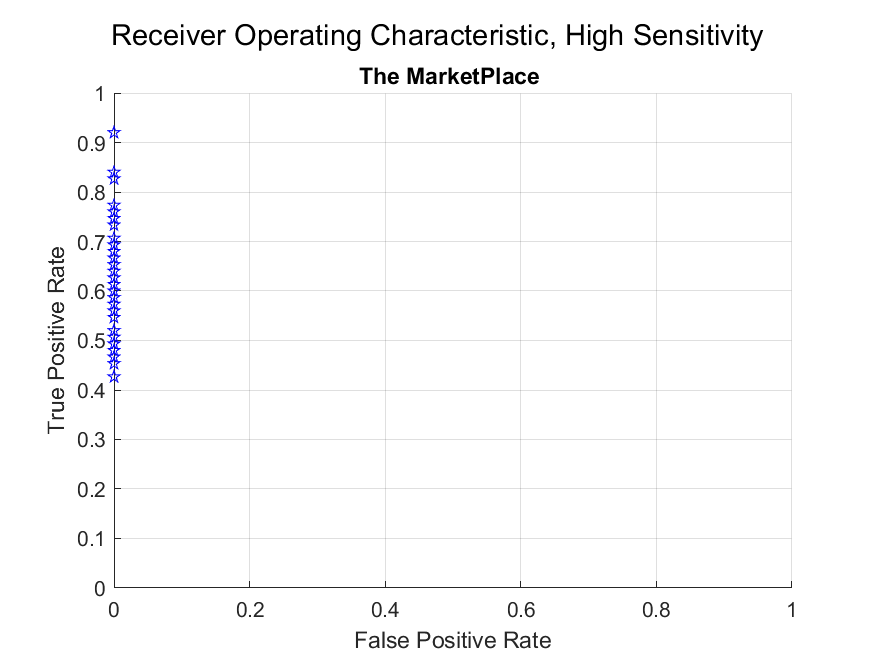 Receiver Operating Characteristic, High Sensitivity
The MarketPlace
1
0.9
0.8
0.7
0.6
0.5
0.4
0.3
0.2
0.1
0
True Positive Rate
0 0.2 0.4 0.6 0.8 1
False Positive Rate